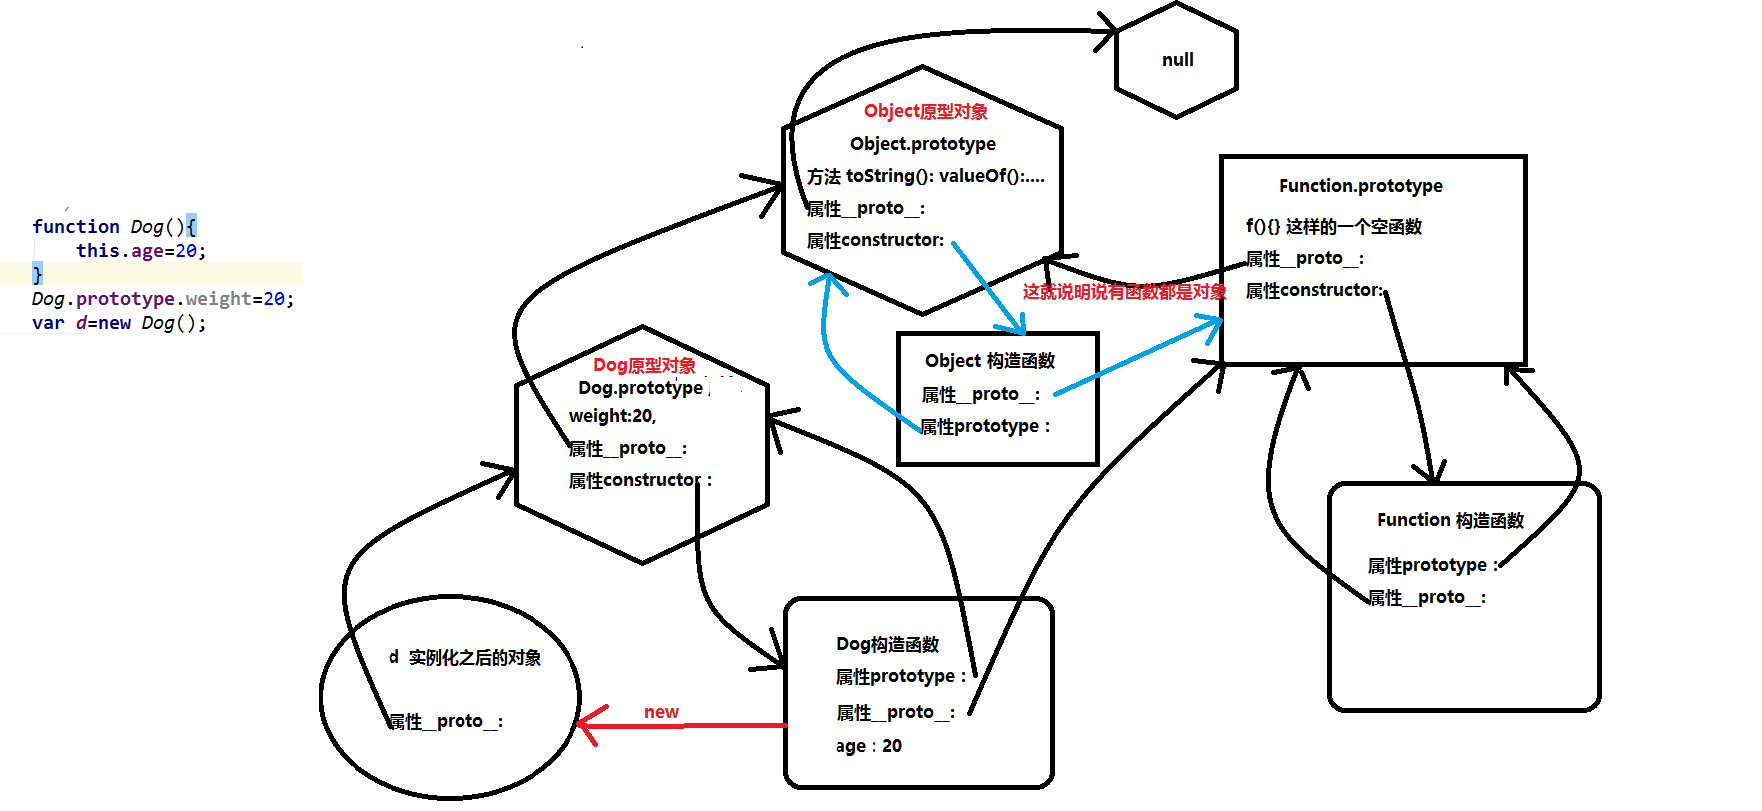 function Dog(){
this.age=20;
}
Dog.prototype.weight=20;
var d=new Dog();
null
Object原型对象
Object.prototype
方法 toString(): valueOf():....
属性__proto__:
属性constructor:
Function.prototype
f(){} 这样的一个空函数
属性__proto__:
属性constructor:
这就说明说有函数都是对象
Object 构造函数
属性__proto__:
属性prototype :
Dog原型对象
Dog.prototype
weight:20,
属性__proto__:
属性constructor :
Function 构造函数
属性prototype :
属性__proto__:
d 实例化之后的对象
属性__proto__:
new
Dog构造函数
属性prototype :
属性__proto__:
age : 20